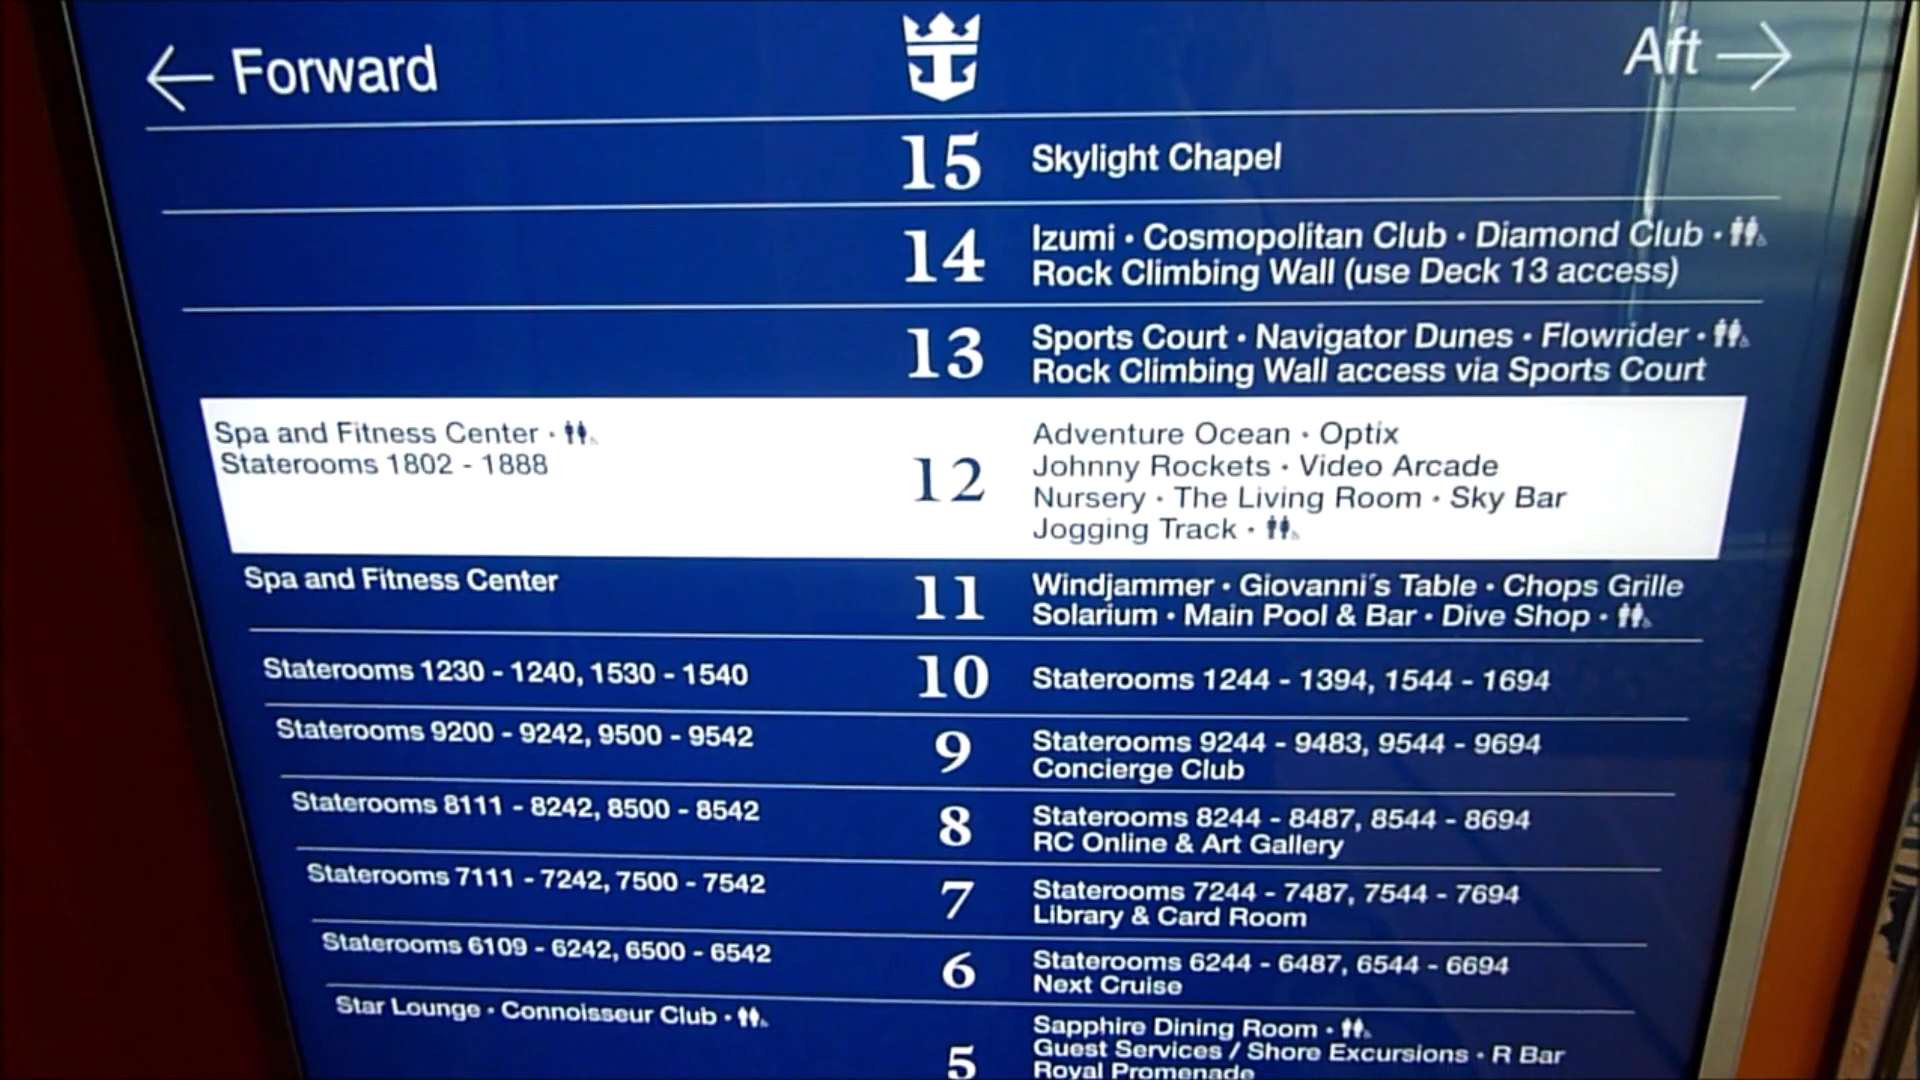 ← Forward
Aft →
15 Skylight Chapel
14 Izumi • Cosmopolitan Club • Diamond Club •
Rock Climbing Wall (use Deck 13 access)
13 Sports Court • Navigator Dunes • Flowrider •
Rock Climbing Wall access via Sports Court
Spa and Fitness Center •
Staterooms 1802 - 1888
12
Adventure Ocean • Optix
Johnny Rockets • Video Arcade
Nursery • The Living Room • Sky Bar
Jogging Track •
Spa and Fitness Center
11
Windjammer • Giovanni's Table • Chops Grille
Solarium • Main Pool & Bar • Dive Shop •
Staterooms 1230 - 1240, 1530 - 1540
10
Staterooms 1244 - 1394, 1544 - 1694
Staterooms 9200 - 9242, 9500 - 9542
9
Staterooms 9244 - 9483, 9544 - 9694
Concierge Club
Staterooms 8111 - 8242, 8500 - 8542
8
Staterooms 8244 - 8487, 8544 - 8694
RC Online & Art Gallery
Staterooms 7111 - 7242, 7500 - 7542
7
Staterooms 7244 - 7487, 7544 - 7694
Library & Card Room
Staterooms 6109 - 6242, 6500 - 6542
6
Staterooms 6244 - 6487, 6544 - 6694
Next Cruise
Star Lounge • Connoisseur Club •
5
Sapphire Dining Room •
Guest Services / Shore Excursions • R Bar
Royal Promenade